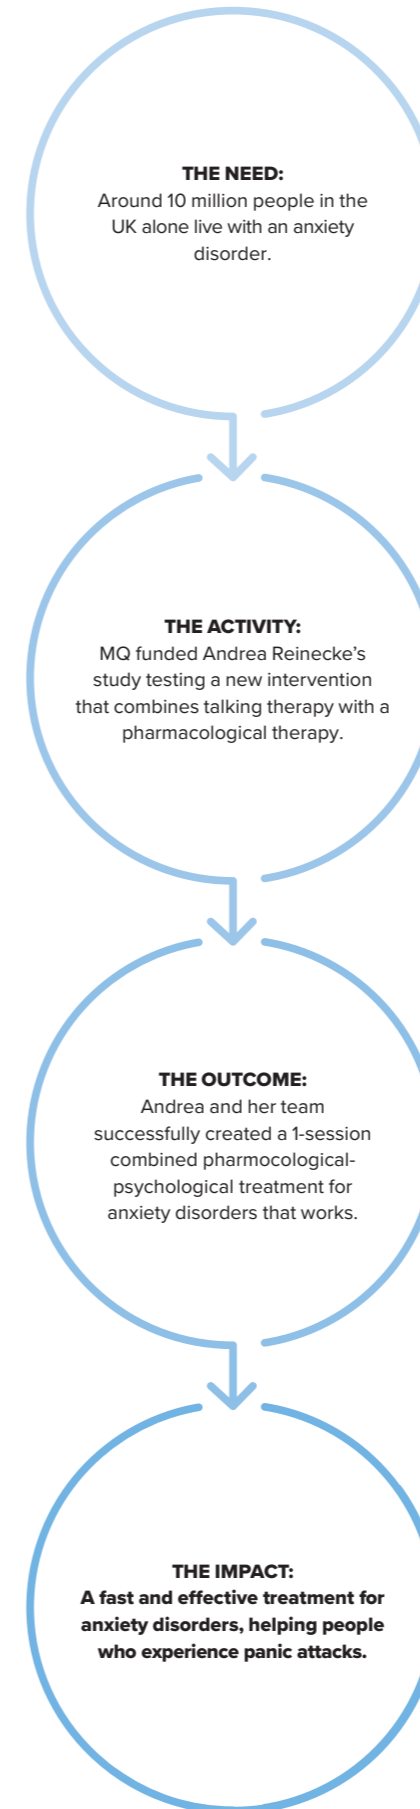 THE NEED:
Around 10 million people in the
UK alone live with an anxiety
disorder.
THE ACTIVITY:
MQ funded Andrea Reinecke’s
study testing a new intervention
that combines talking therapy with a
pharmacological therapy.
THE OUTCOME:
Andrea and her team
successfully created a 1-session
combined pharmocological-
psychological treatment for
anxiety disorders that works.
THE IMPACT:
A fast and effective treatment for
anxiety disorders, helping people
who experience panic attacks.